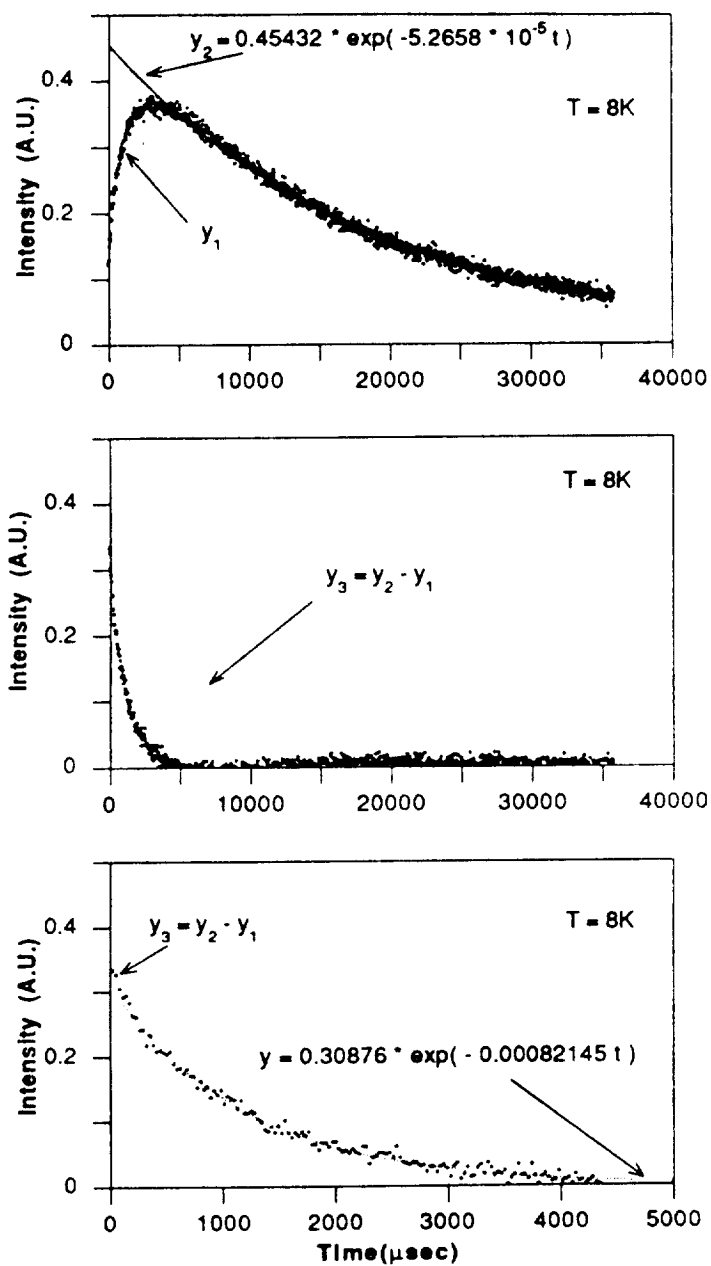 y₂ = 0.45432 * exp( -5.2658 * 10⁻⁵ t )
T = 8K
0.4
0.2
0
Intensity (A.U.)
y₁
0 10000 20000 30000 40000
T = 8K
0.4
0.2
0
Intensity (A.U.)
y₃ = y₂ - y₁
0 10000 20000 30000 40000
y₃ = y₂ - y₁
T = 8K
0.4
0.2
0
Intensity (A.U.)
y = 0.30876 * exp( - 0.00082145 t )
0 1000 2000 3000 4000 5000
Time(μsec)